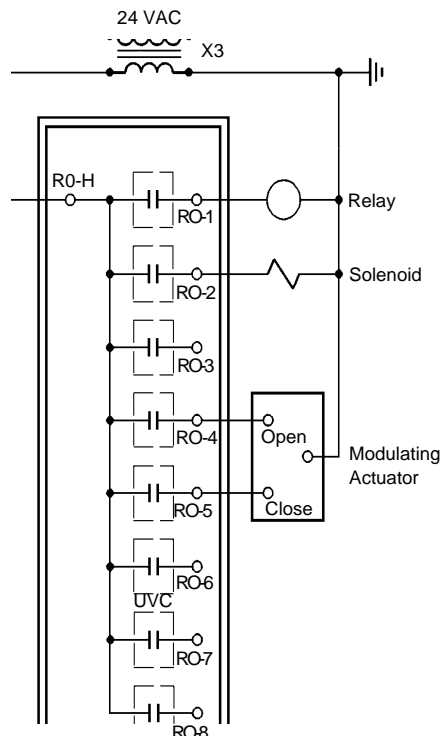 24 VAC
X3
R0-H
RO-1
Relay
RO-2
Solenoid
RO-3
RO-4
Open
Modulating
Actuator
RO-5
Close
RO-6
UVC
RO-7
RO-8